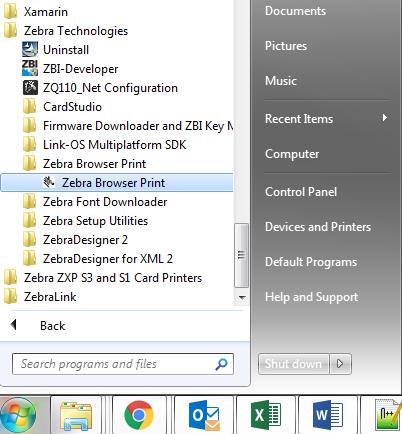 Xamarin
Zebra Technologies
Uninstall
ZBI-Developer
ZQ110_Net Configuration
CardStudio
Firmware Downloader and ZBI Key M
Link-OS Multiplatform SDK
Zebra Browser Print
Zebra Browser Print
Zebra Font Downloader
Zebra Setup Utilities
ZebraDesigner 2
ZebraDesigner for XML 2
Zebra ZXP S3 and S1 Card Printers
ZebraLink
Back
Search programs and files
Documents
Pictures
Music
Recent Items
Computer
Control Panel
Devices and Printers
Default Programs
Help and Support
Shut down